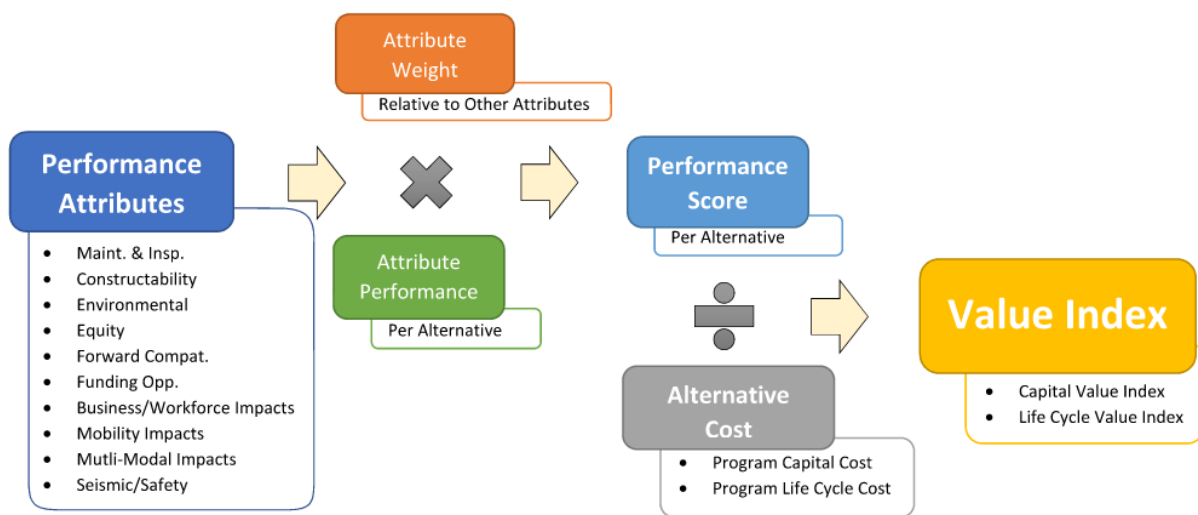 Performance
Attributes
• Maint. & Insp.
• Constructability
• Environmental
• Equity
• Forward Compat.
• Funding Opp.
• Business/Workforce Impacts
• Mobility Impacts
• Mutli-Modal Impacts
• Seismic/Safety
Attribute
Weight
Relative to Other Attributes
Attribute
Performance
Per Alternative
Performance
Score
Per Alternative
Alternative
Cost
• Program Capital Cost
• Program Life Cycle Cost
Value Index
• Capital Value Index
• Life Cycle Value Index